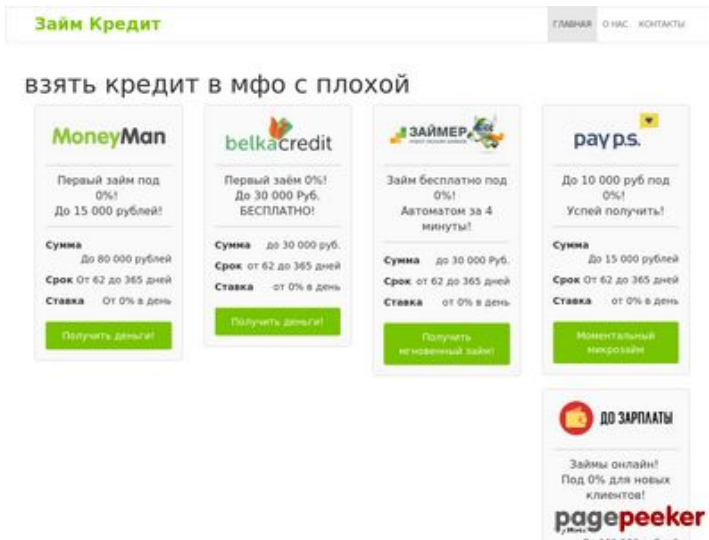 Займ Кредит
ГЛАВНАЯ О НАС КОНТАКТЫ
взять кредит в мфо с плохой
MoneyMan
Первый займ под
0%!
До 15 000 рублей!
Сумма
До 80 000 рублей
Срок От 62 до 365 дней
Ставка От 0% в день
Получить деньги!
belkacredit
Первый заём 0%!
До 30 000 Руб.
БЕСПЛАТНО!
Сумма до 30 000 руб.
Срок от 62 до 365 дней
Ставка от 0% в день
Получить деньги!
ЗАЙМЕР
Займ бесплатно под
0%!
Автоматом за 4
минуты!
Сумма до 30 000 Руб.
Срок от 62 до 365 дней
Ставка от 0% в день
Получить
мгновенный займ!
pay p.s.
До 10 000 руб под
0%!
Успей получить!
Сумма
До 15 000 рублей
Срок От 62 до 365 дней
Ставка От 0% в день
Моментальный
микрозайм
ДО ЗАРПЛАТЫ
Займы онлайн!
Под 0% для новых
клиентов!
pagepeeker